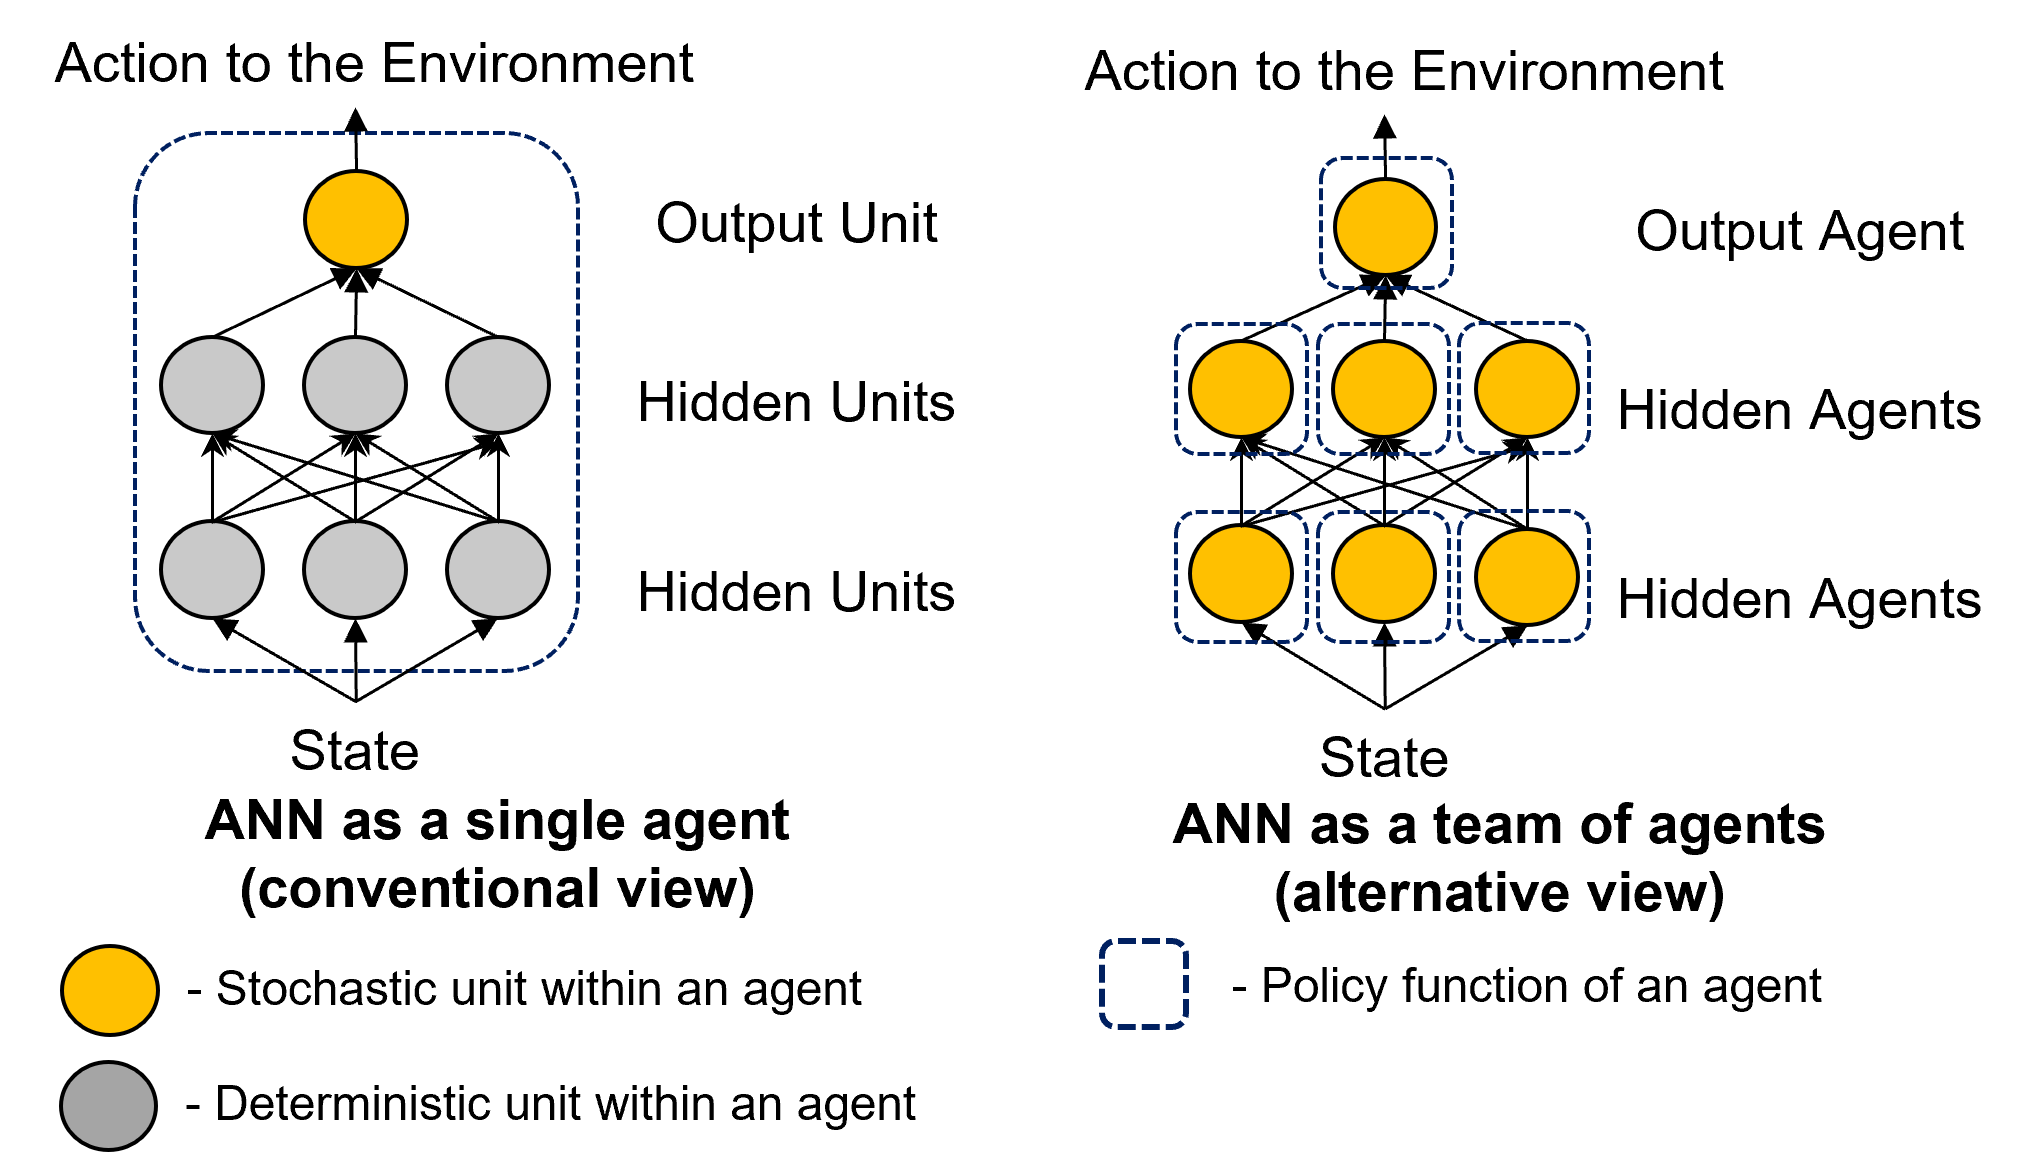 Action to the Environment
Output Unit
Hidden Units
Hidden Units
State
ANN as a single agent
(conventional view)
Action to the Environment
Output Agent
Hidden Agents
Hidden Agents
State
ANN as a team of agents
(alternative view)
- Stochastic unit within an agent
- Deterministic unit within an agent
- Policy function of an agent